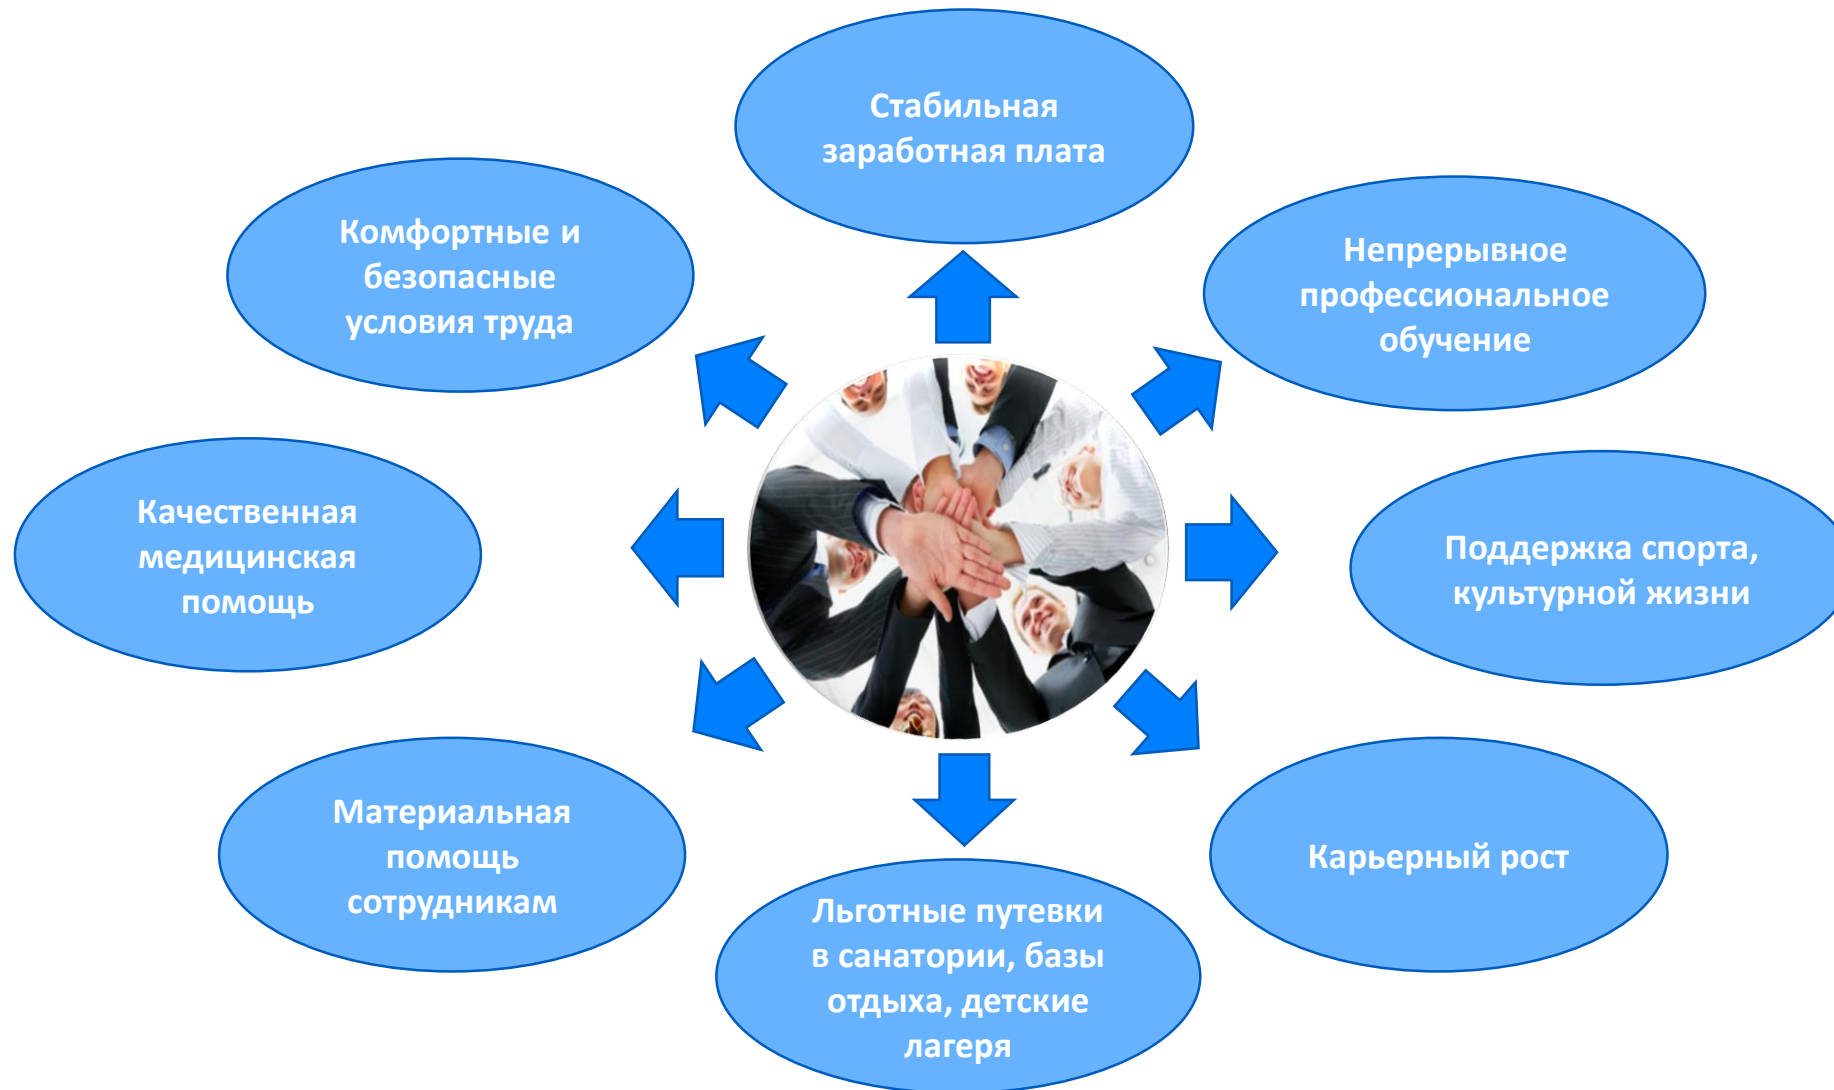 Стабильная
заработная плата
Комфортные и
безопасные
условия труда
Непрерывное
профессиональное
обучение
Качественная
медицинская
помощь
Поддержка спорта,
культурной жизни
Материальная
помощь
сотрудникам
Карьерный рост
Льготные путевки
в санатории, базы
отдыха, детские
лагеря